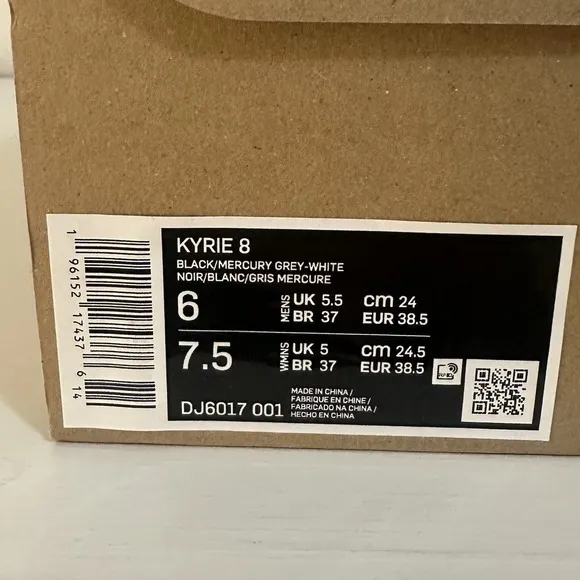 KYRIE 8
BLACK/MERCURY GREY-WHITE
NOIR/BLANC/GRIS MERCURE
6 MENS UK 5.5 cm 24
BR 37 EUR 38.5
7.5 WMNS UK 5 cm 24.5
BR 37 EUR 38.5
DJ6017 001
MADE IN CHINA /
FABRIQUE EN CHINE /
FABRICADO NA CHINA /
HECHO EN CHINA
1 96152 17437 6 14